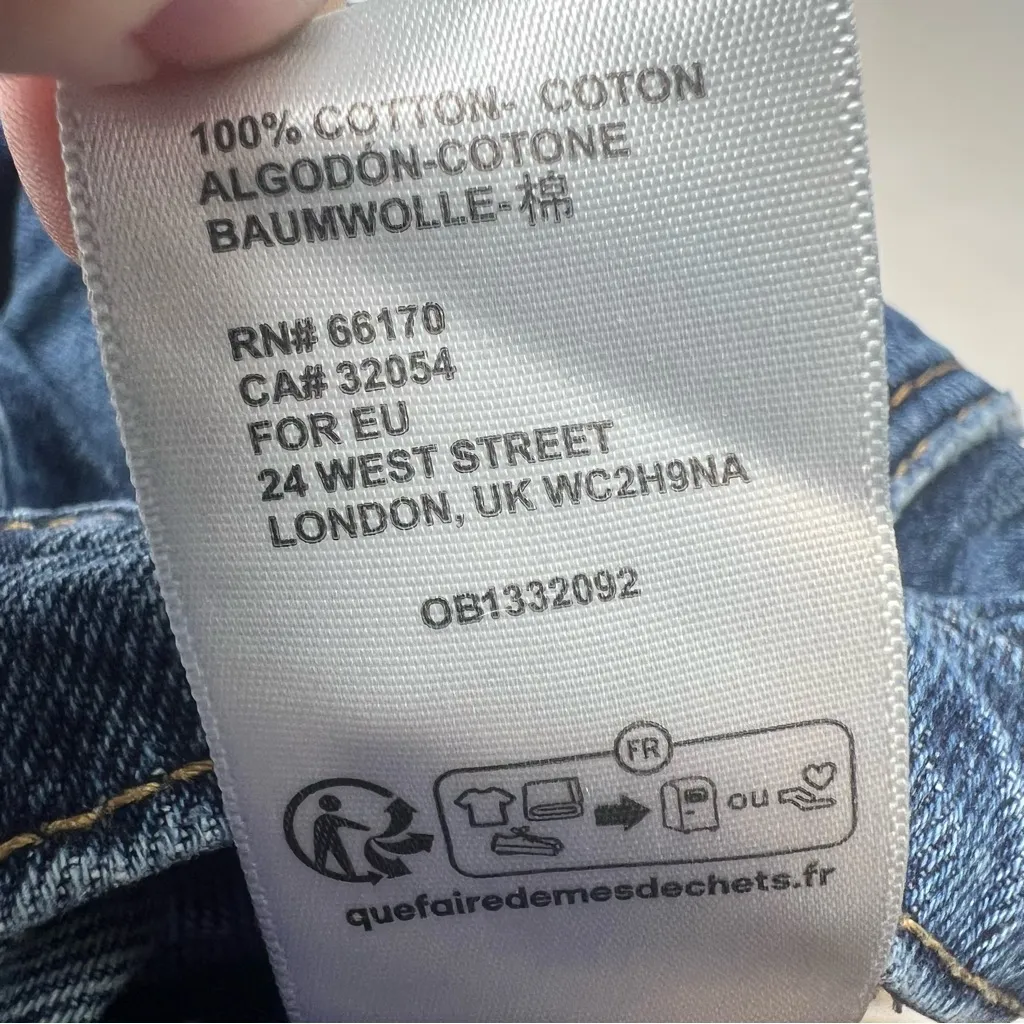 100% COTTON- COTON
ALGODÓN-COTONE
BAUMWOLLE-棉
RN# 66170
CA# 32054
FOR EU
24 WEST STREET
LONDON, UK WC2H9NA
OB1332092
FR
ou
quefairedemesdechets.fr